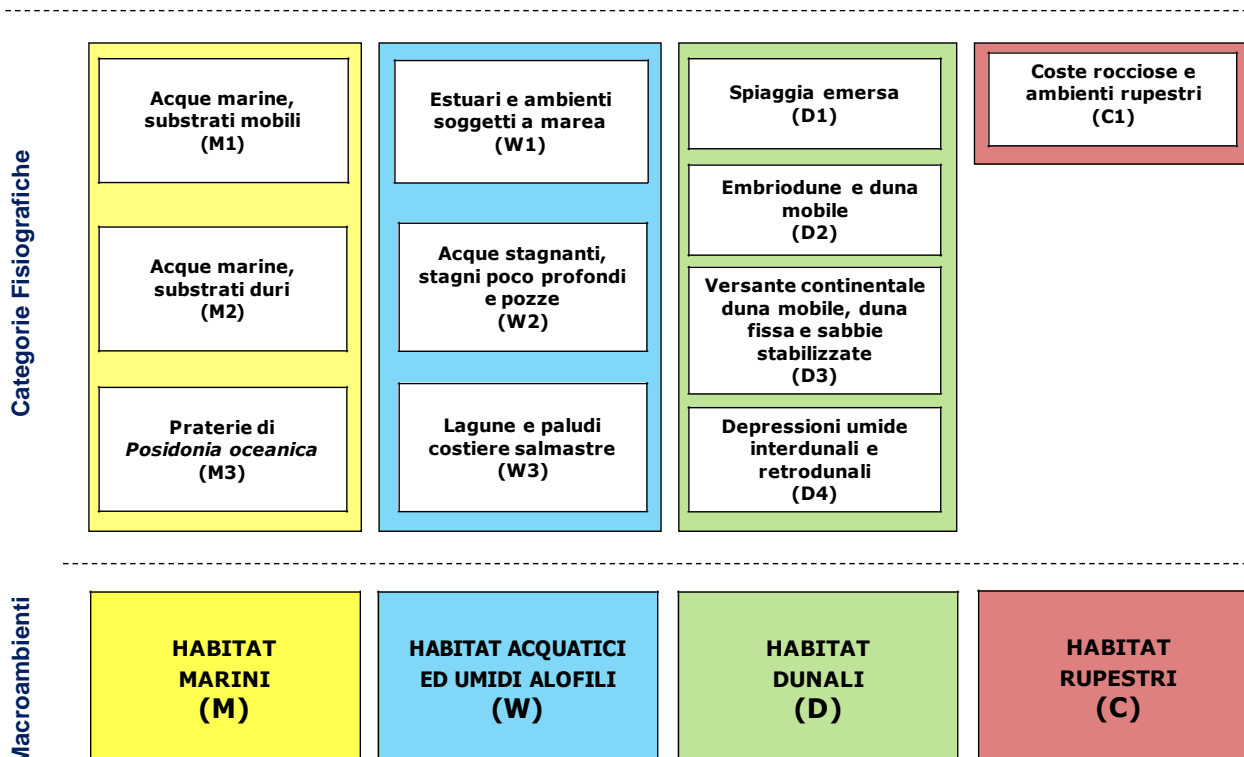 Categorie Fisiografiche
Acque marine,
substrati mobili
(M1)
Acque marine,
substrati duri
(M2)
Praterie di
Posidonia oceanica
(M3)
Estuari e ambienti
soggetti a marea
(W1)
Acque stagnanti,
stagni poco profondi
e pozze
(W2)
Lagune e paludi
costiere salmastre
(W3)
Spiaggia emersa
(D1)
Embriodune e duna
mobile
(D2)
Versante continentale
duna mobile, duna
fissa e sabbie
stabilizzate
(D3)
Depressioni umide
interdunali e
retrodunali
(D4)
Coste rocciose e
ambienti rupestri
(C1)
Macroambienti
HABITAT
MARINI
(M)
HABITAT ACQUATICI
ED UMIDI ALOFILI
(W)
HABITAT
DUNALI
(D)
HABITAT
RUPESTRI
(C)